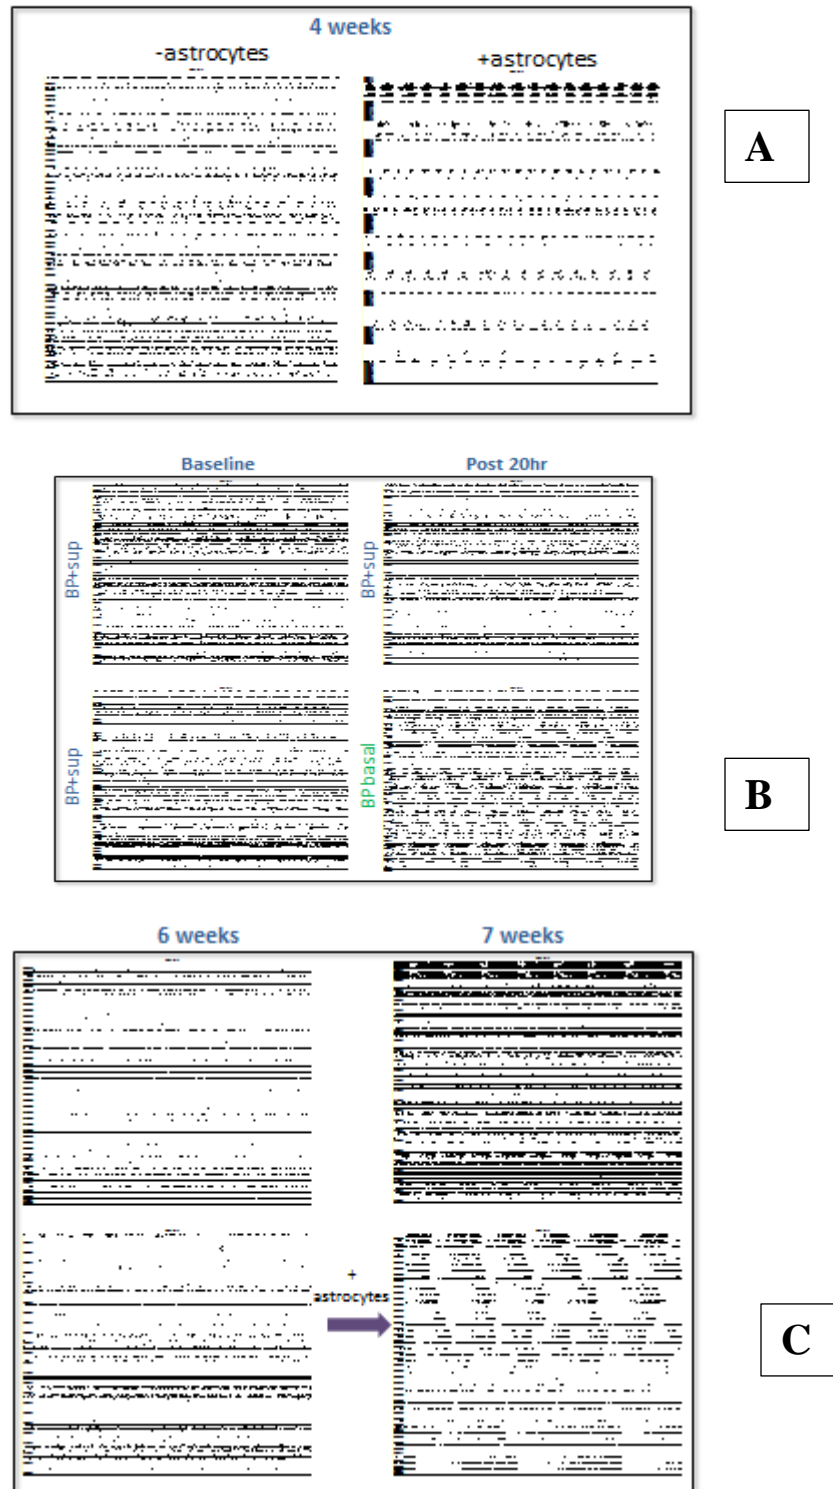 4 weeks
-astrocytes
+astrocytes
A
Baseline
Post 20hr
BP+sup
BP+sup
BP+sup
BP basal
B
6 weeks
7 weeks
+
astrocytes
C